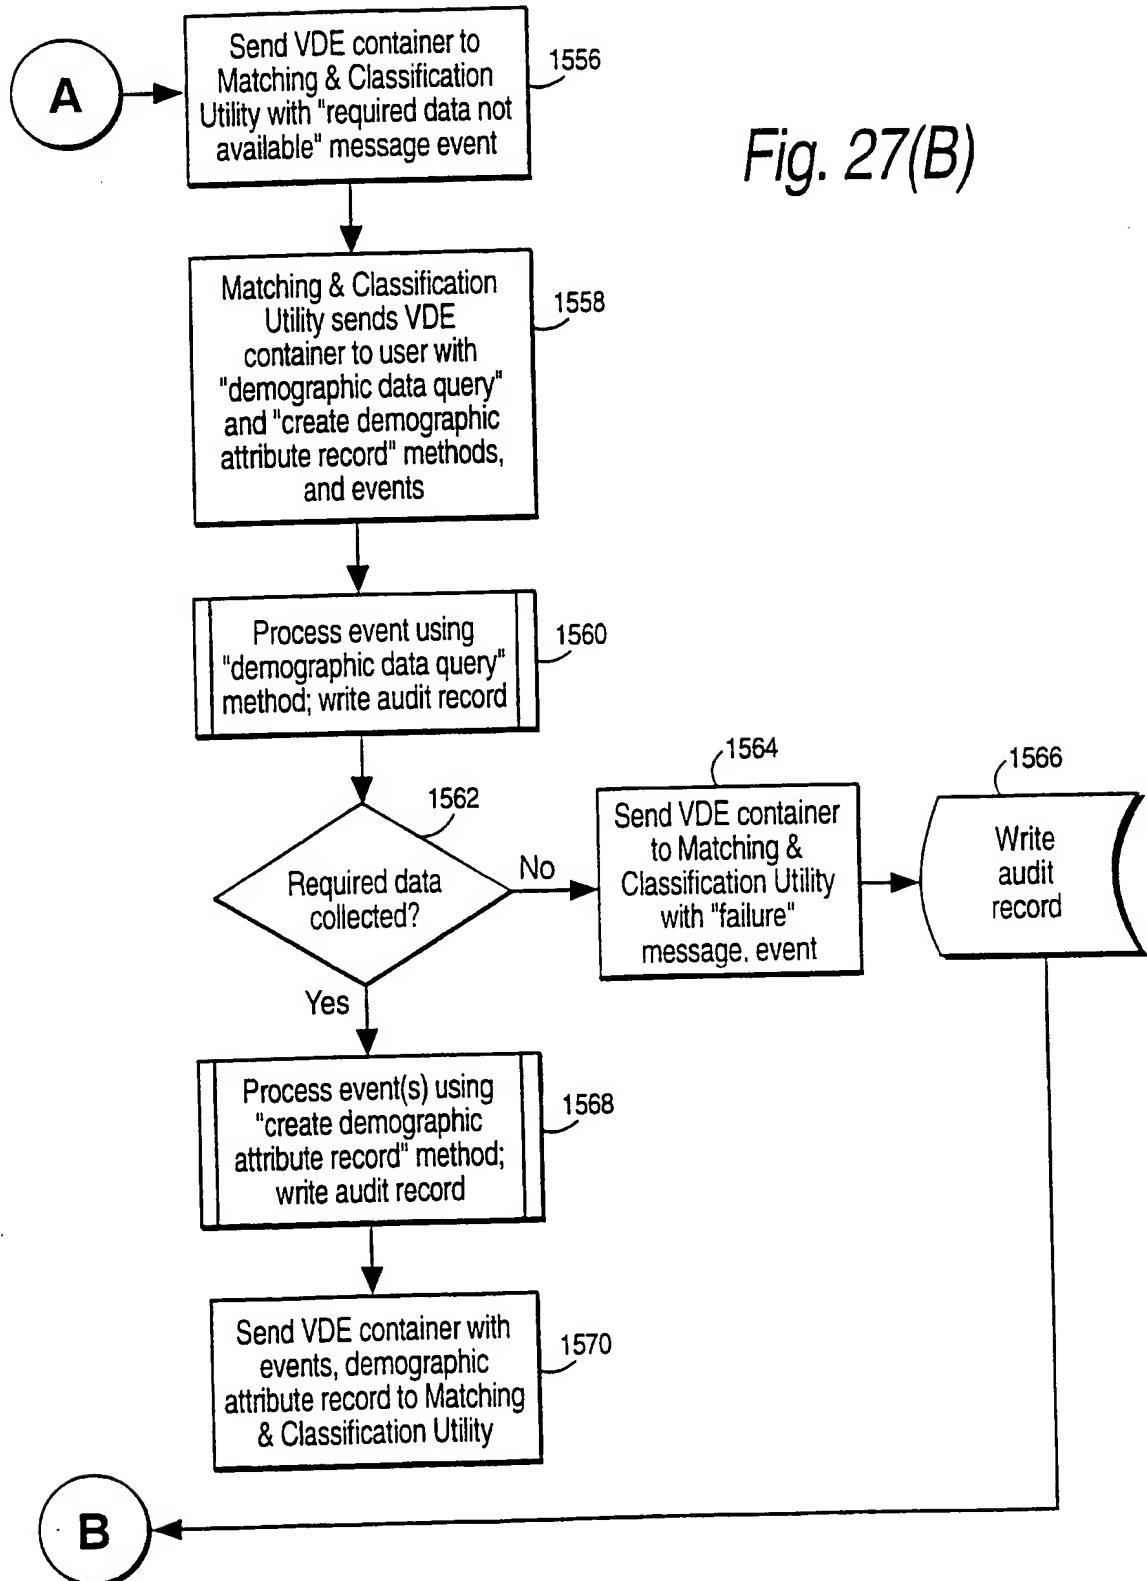 A
Send VDE container to
Matching & Classification
Utility with "required data not
available" message event
1556
Fig. 27(B)
Matching & Classification
Utility sends VDE
container to user with
"demographic data query"
and "create demographic
attribute record" methods,
and events
1558
Process event using
"demographic data query"
method; write audit record
1560
Required data
collected?
1562
No
Send VDE container
to Matching &
Classification Utility
with "failure"
message. event
1564
Write
audit
record
1566
Yes
Process event(s) using
"create demographic
attribute record" method;
write audit record
1568
Send VDE container with
events, demographic
attribute record to Matching
& Classification Utility
1570
B